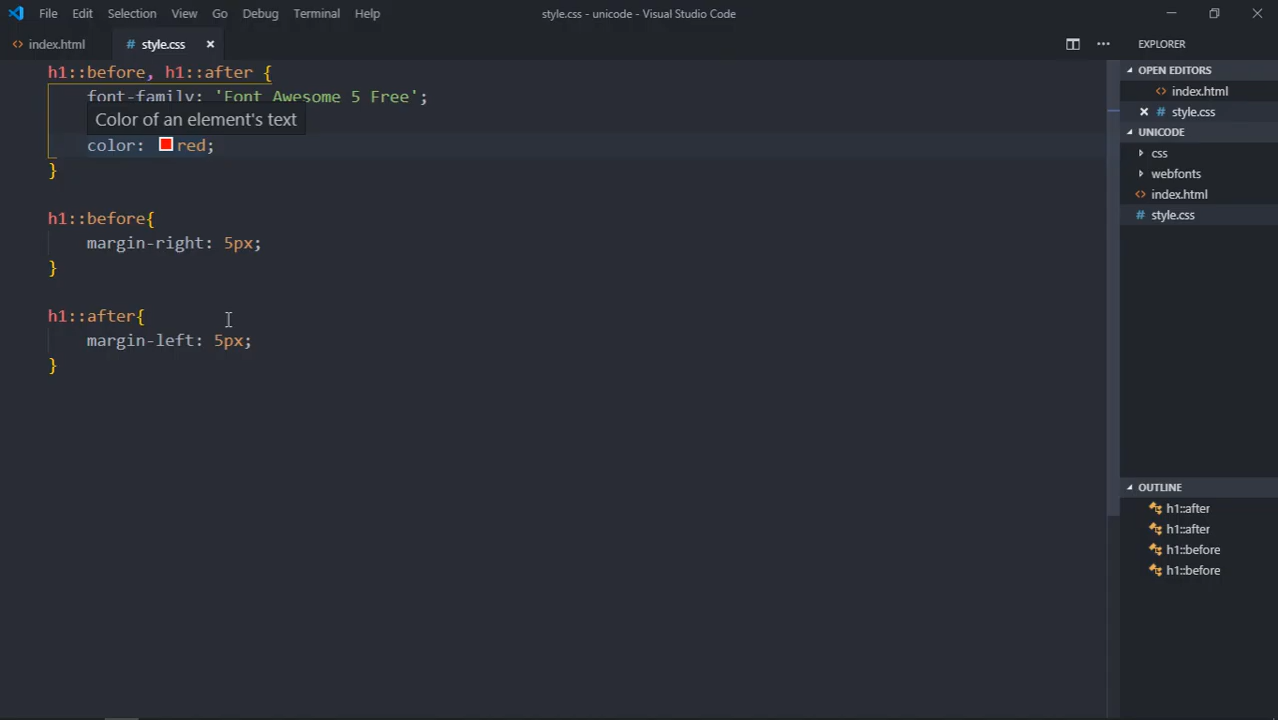 File Edit Selection View Go Debug Terminal Help
style.css - unicode - Visual Studio Code
index.html
style.css
EXPLORER
h1::before, h1::after {
font-family: 'Font Awesome 5 Free';
Color of an element's text
color: red;
}
h1::before{
margin-right: 5px;
}
h1::after{
margin-left: 5px;
}
OPEN EDITORS
index.html
style.css
UNICODE
css
webfonts
index.html
style.css
OUTLINE
h1::after
h1::after
h1::before
h1::before